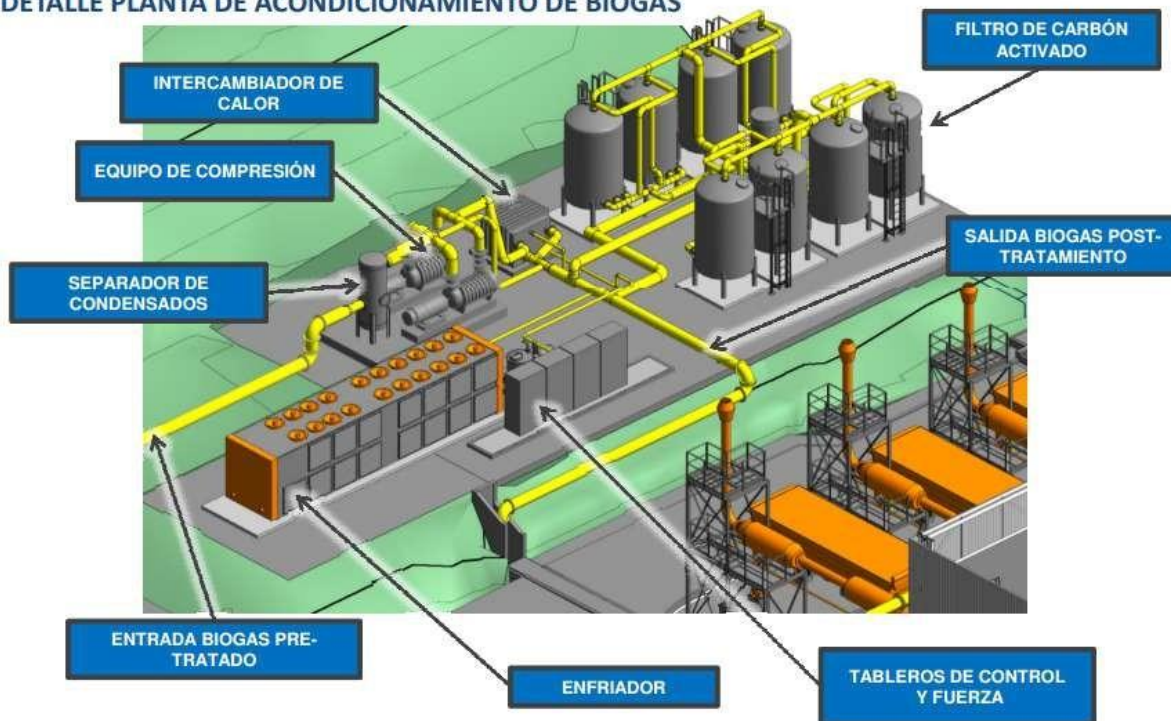 DETALLE PLANTA DE ACONDICIONAMIENTO DE BIOGAS
FILTRO DE CARBÓN
ACTIVADO
INTERCAMBIADOR DE
CALOR
EQUIPO DE COMPRESIÓN
SALIDA BIOGAS POST-
TRATAMIENTO
SEPARADOR DE
CONDENSADOS
ENTRADA BIOGAS PRE-
TRATADO
ENFRIADOR
TABLEROS DE CONTROL
Y FUERZA